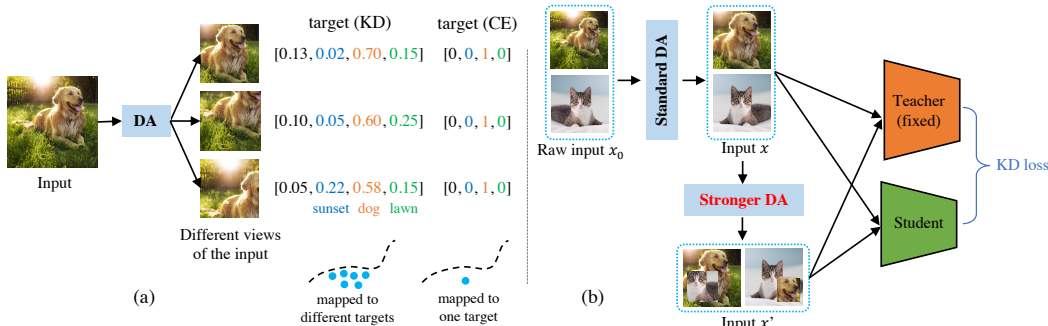 target (KD) target (CE)
[0.13, 0.02, 0.70, 0.15] [0, 0, 1, 0]
DA
[0.10, 0.05, 0.60, 0.25] [0, 0, 1, 0]
Input
[0.05, 0.22, 0.58, 0.15] [0, 0, 1, 0]
sunset dog lawn
Different views
of the input
(a)
mapped to
different targets
mapped to
one target
Raw input x₀
Standard DA
Input x
Stronger DA
Input x’
Teacher
(fixed)
Student
KD loss
(b)